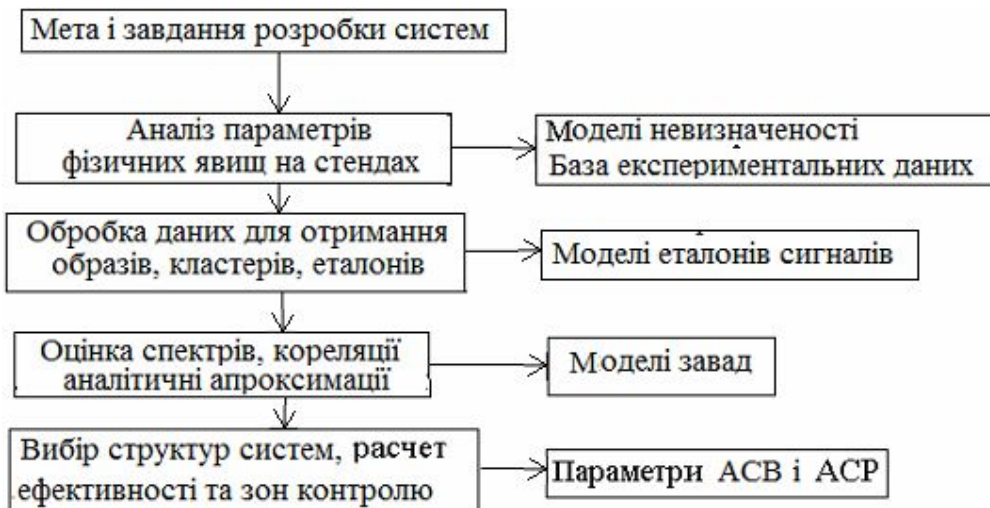 Мета і завдання розробки систем
Аналіз параметрів
фізичних явищ на стендах
Моделі невизначеності
База експериментальних даних
Обробка даних для отримання
образів, кластерів, еталонів
Моделі еталонів сигналів
Оцінка спектрів, кореляції
аналітичні апроксимації
Моделі завад
Вибір структур систем, расчет
ефективності та зон контролю
Параметри АСВ і АСР